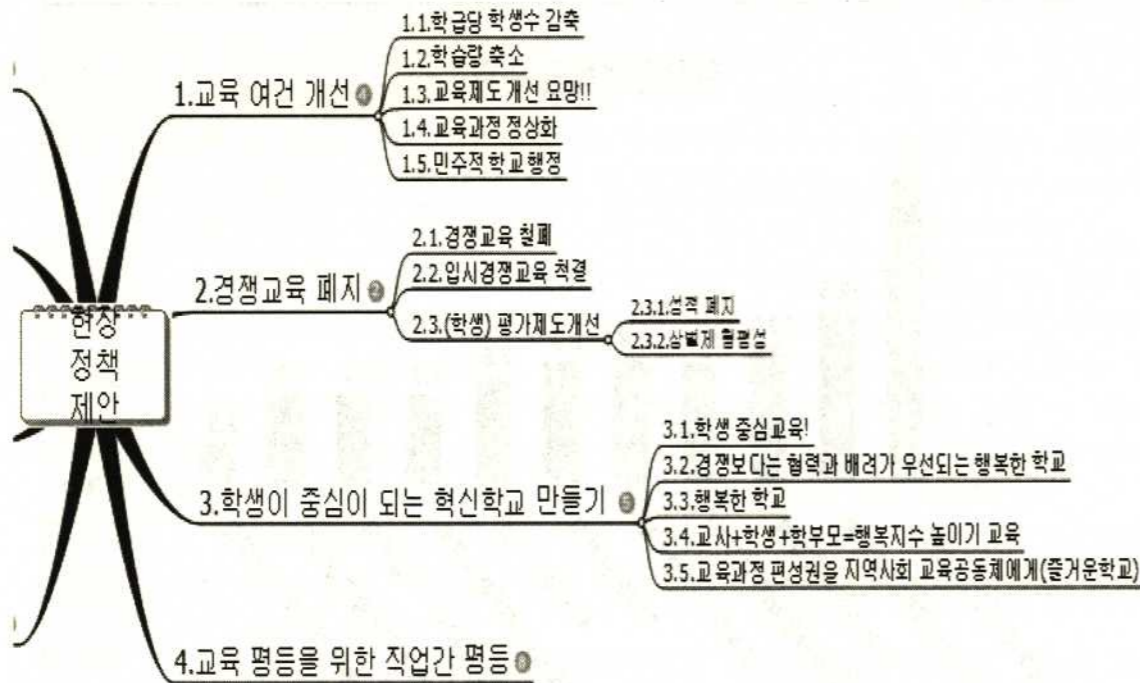 현장
정책
제안
1.교육 여건 개선 4
1.1.학급당 학생수 감축
1.2.학습량 축소
1.3.교육제도 개선 요망!!
1.4.교육과정 정상화
1.5.민주적 학교 행정
2.경쟁교육 폐지 2
2.1.경쟁교육 철폐
2.2.입시경쟁교육 척결
2.3.(학생) 평가제도개선
2.3.1.성적 폐지
2.3.2.상벌제 형평성
3.학생이 중심이 되는 혁신학교 만들기 5
3.1.학생 중심교육!
3.2.경쟁보다는 협력과 배려가 우선되는 행복한 학교
3.3.행복한 학교
3.4.교사+학생+학부모=행복지수 높이기 교육
3.5.교육과정 편성권을 지역사회 교육공동체에게(즐거운학교)
4.교육 평등을 위한 직업간 평등